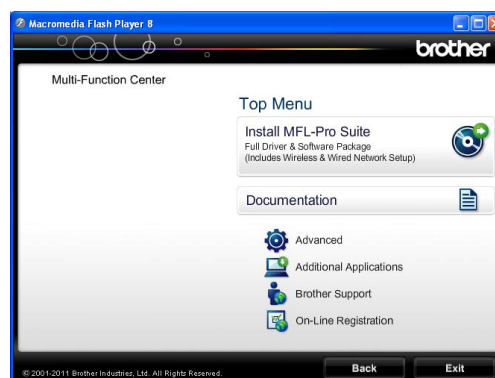 Macromedia Flash Player 8
brother
Multi-Function Center
Top Menu
Install MFL-Pro Suite
Full Driver & Software Package
(Includes Wireless & Wired Network Setup)
Documentation
Advanced
Additional Applications
Brother Support
On-Line Registration
© 2001-2011 Brother Industries, Ltd. All Rights Reserved.
Back
Exit